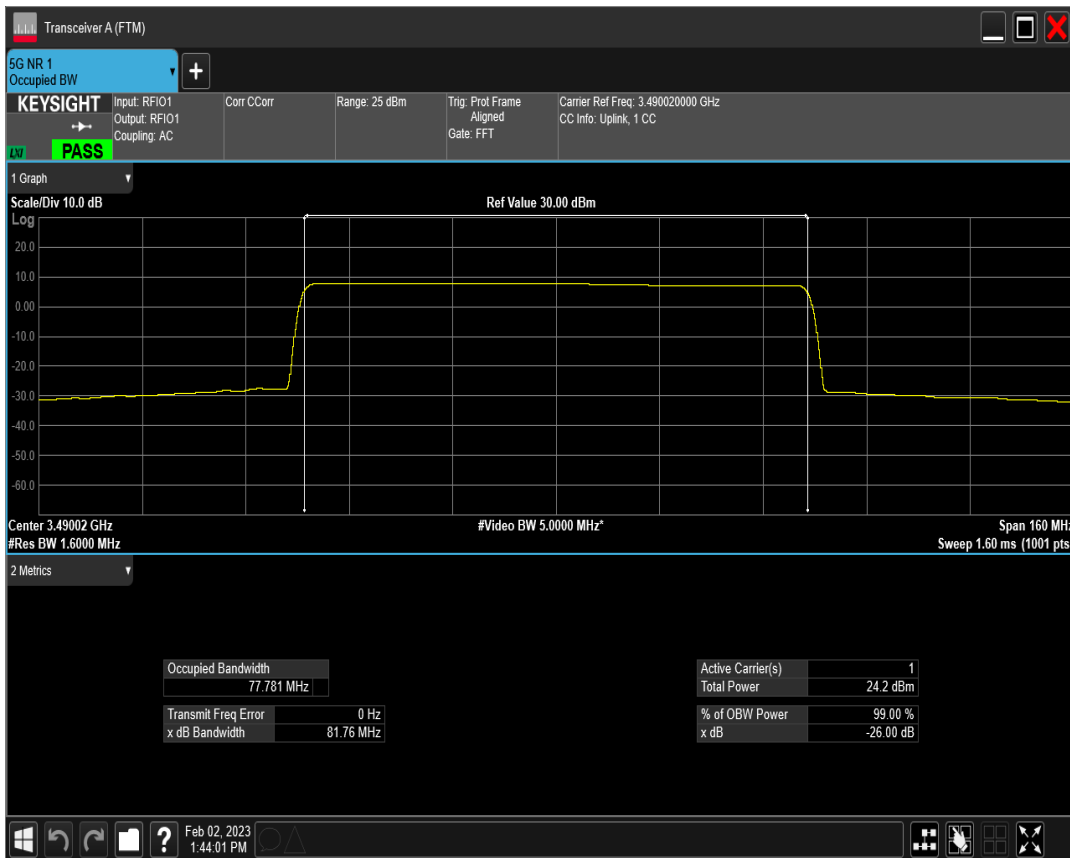 Transceiver A (FTM)
5G NR 1
Occupied BW
+
KEYSIGHT
LXI
PASS
Input: RFIO1
Output: RFIO1
Coupling: AC
Corr CCorr
Range: 25 dBm
Trig: Prot Frame
Aligned
Gate: FFT
Carrier Ref Freq: 3.490020000 GHz
CC Info: Uplink, 1 CC
1 Graph
Scale/Div 10.0 dB
Ref Value 30.00 dBm
Log
20.0
10.0
0.00
-10.0
-20.0
-30.0
-40.0
-50.0
-60.0
Center 3.49002 GHz
#Video BW 5.0000 MHz*
Span 160 MHz
#Res BW 1.6000 MHz
Sweep 1.60 ms (1001 pts
2 Metrics
Occupied Bandwidth
77.781 MHz
Transmit Freq Error 0 Hz
x dB Bandwidth 81.76 MHz
Active Carrier(s) 1
Total Power 24.2 dBm
% of OBW Power 99.00 %
x dB -26.00 dB
?
Feb 02, 2023
1:44:01 PM